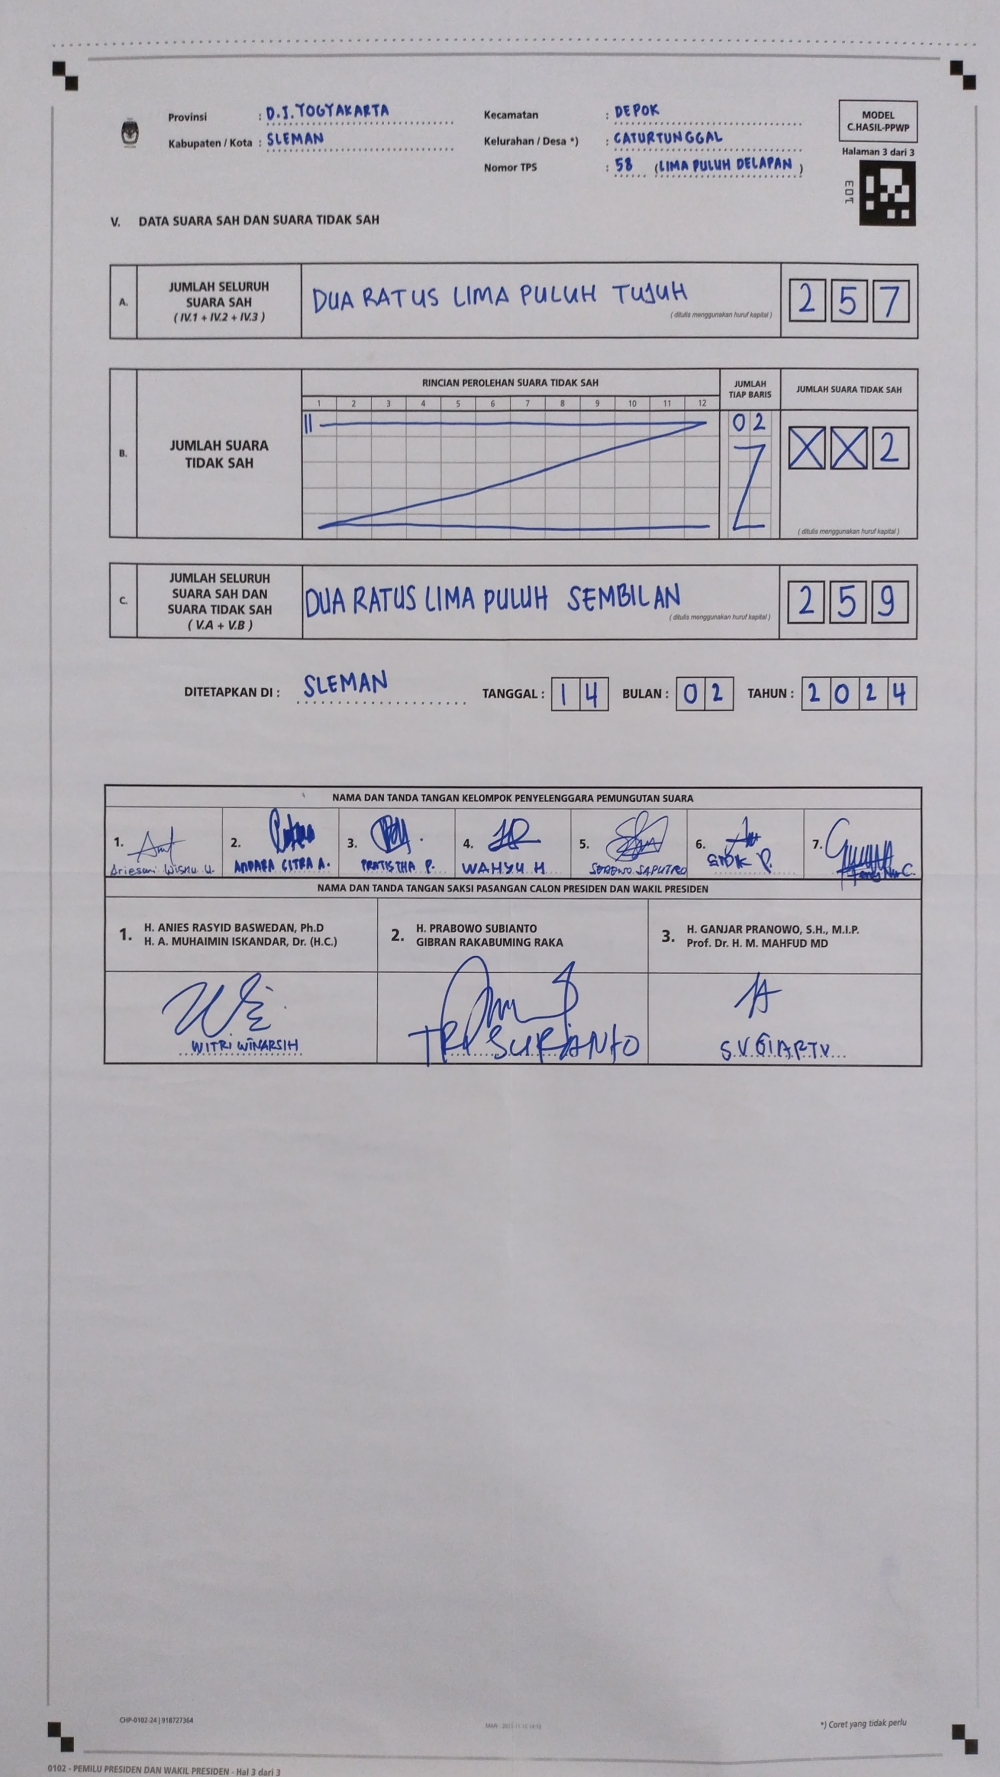 Provinsi : D.I. YOGYAKARTA
Kabupaten / Kota : SLEMAN
Kecamatan : DEPOK
Kelurahan / Desa *) : CATURTUNGGAL
Nomor TPS : 58 (LIMA PULUH DELAPAN)
MODEL
C.HASIL-PPWP
Halaman 3 dari 3
103
V. DATA SUARA SAH DAN SUARA TIDAK SAH
A.
JUMLAH SELURUH
SUARA SAH
( IV.1 + IV.2 + IV.3 )
DUA RATUS LIMA PULUH TUJUH
( ditulis menggunakan huruf kapital )
2 5 7
B.
JUMLAH SUARA
TIDAK SAH
RINCIAN PEROLEHAN SUARA TIDAK SAH
1 2 3 4 5 6 7 8 9 10 11 12
JUMLAH
TIAP BARIS
0 2
JUMLAH SUARA TIDAK SAH
X X 2
( ditulis menggunakan huruf kapital )
C.
JUMLAH SELURUH
SUARA SAH DAN
SUARA TIDAK SAH
( V.A + V.B )
DUA RATUS LIMA PULUH SEMBILAN
( ditulis menggunakan huruf kapital )
2 5 9
DITETAPKAN DI : SLEMAN TANGGAL : 1 4 BULAN : 0 2 TAHUN : 2 0 2 4
NAMA DAN TANDA TANGAN KELOMPOK PENYELENGGARA PEMUNGUTAN SUARA
1. 2. 3. 4. 5. 6. 7.
Wisnu U. ANDARA CITRA A. PRATISTHA P. WAHYU H SAPUTRO P.
NAMA DAN TANDA TANGAN SAKSI PASANGAN CALON PRESIDEN DAN WAKIL PRESIDEN
1. H. ANIES RASYID BASWEDAN, Ph.D
H. A. MUHAIMIN ISKANDAR, Dr. (H.C.)
2. H. PRABOWO SUBIANTO
GIBRAN RAKABUMING RAKA
3. H. GANJAR PRANOWO, S.H., M.I.P.
Prof. Dr. H. M. MAHFUD MD
WITRI WINARSIH
TRI SURIANTO
CHP-0102-24 | 918727364
*) Coret yang tidak perlu
0102 - PEMILU PRESIDEN DAN WAKIL PRESIDEN - Hal 3 dari 3